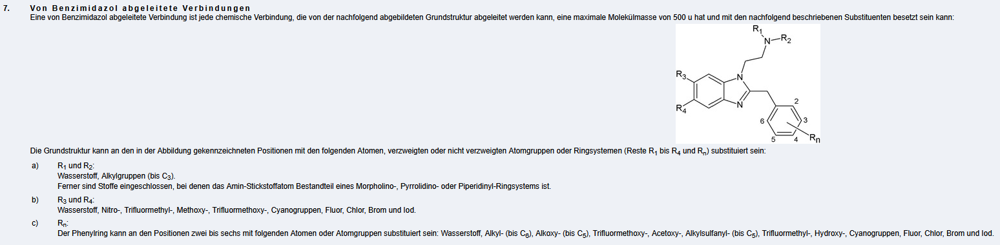 7. Von Benzimidazol abgeleitete Verbindungen
Eine von Benzimidazol abgeleitete Verbindung ist jede chemische Verbindung, die von der nachfolgend abgebildeten Grundstruktur abgeleitet werden kann, eine maximale Molekülmasse von 500 u hat und mit den nachfolgend beschriebenen Substituenten besetzt sein kann:
R1
N R2
R3 N
R4 N
2
6 3
5 4 Rn
Die Grundstruktur kann an den in der Abbildung gekennzeichneten Positionen mit den folgenden Atomen, verzweigten oder nicht verzweigten Atomgruppen oder Ringsystemen (Reste R1 bis R4 und Rn) substituiert sein:
a) R1 und R2:
Wasserstoff, Alkylgruppen (bis C3).
Ferner sind Stoffe eingeschlossen, bei denen das Amin-Stickstoffatom Bestandteil eines Morpholino-, Pyrrolidino- oder Piperidinyl-Ringsystems ist.
b) R3 und R4:
Wasserstoff, Nitro-, Trifluormethyl-, Methoxy-, Trifluormethoxy-, Cyanogruppen, Fluor, Chlor, Brom und Iod.
c) Rn:
Der Phenylring kann an den Positionen zwei bis sechs mit folgenden Atomen oder Atomgruppen substituiert sein: Wasserstoff, Alkyl- (bis C6), Alkoxy- (bis C5), Trifluormethoxy-, Acetoxy-, Alkylsulfanyl- (bis C5), Trifluormethyl-, Hydroxy-, Cyanogruppen, Fluor, Chlor, Brom und Iod.